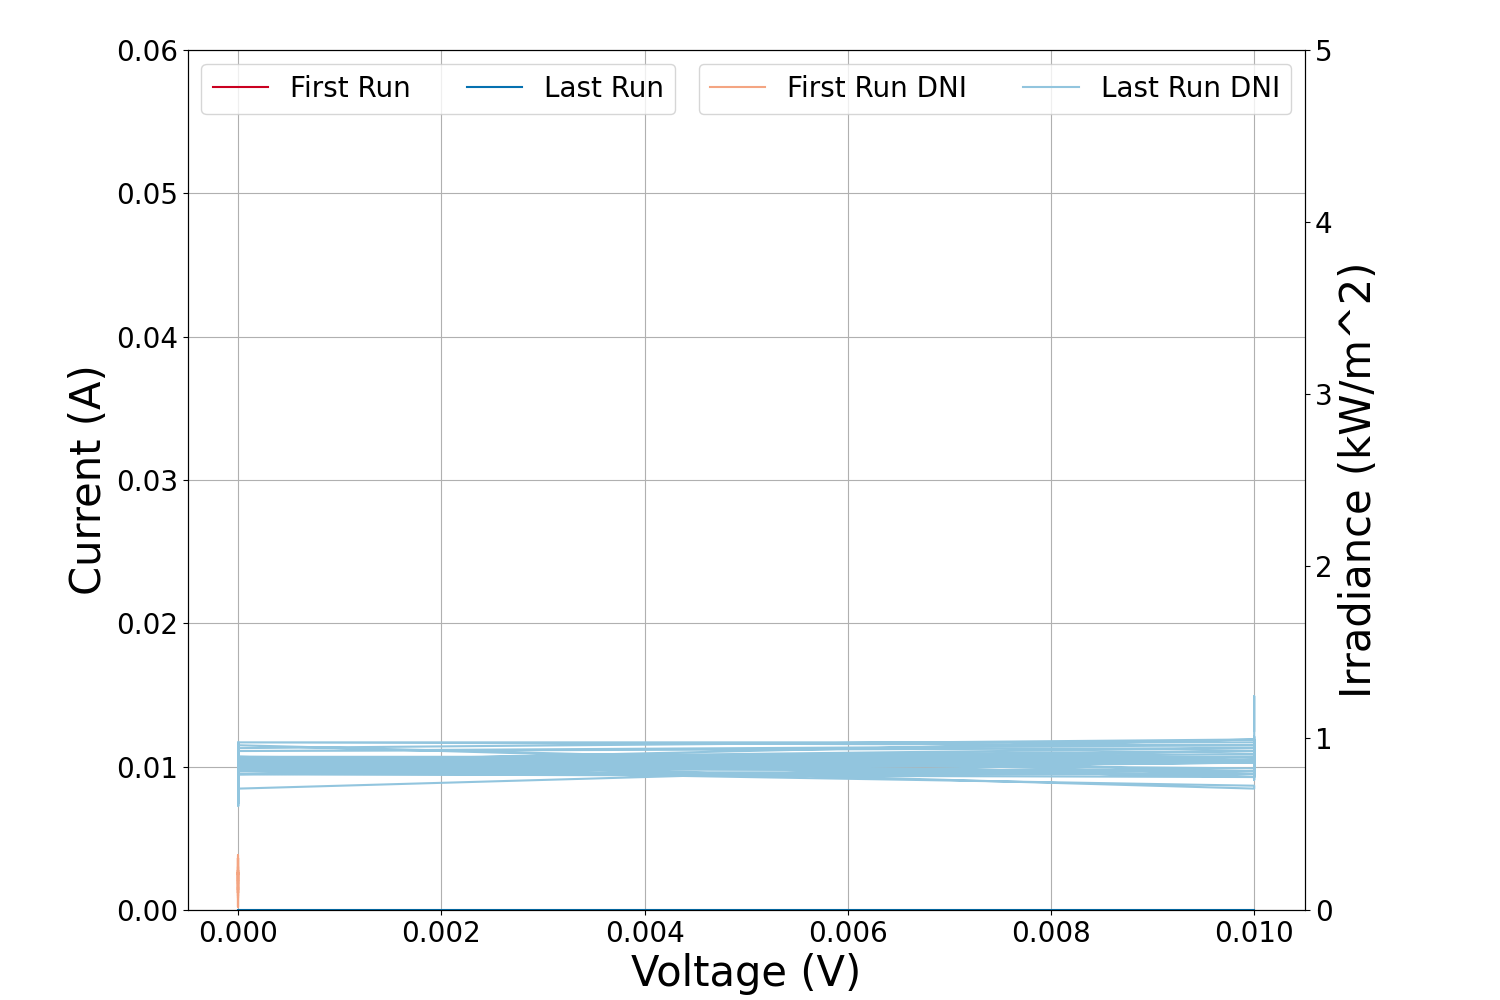 First Run
Last Run
First Run DNI
Last Run DNI
0.06
0.05
0.04
0.03
0.02
0.01
0.00
Current (A)
5
4
3
2
1
0
Irradiance (kW/m^2)
0.000 0.002 0.004 0.006 0.008 0.010
Voltage (V)